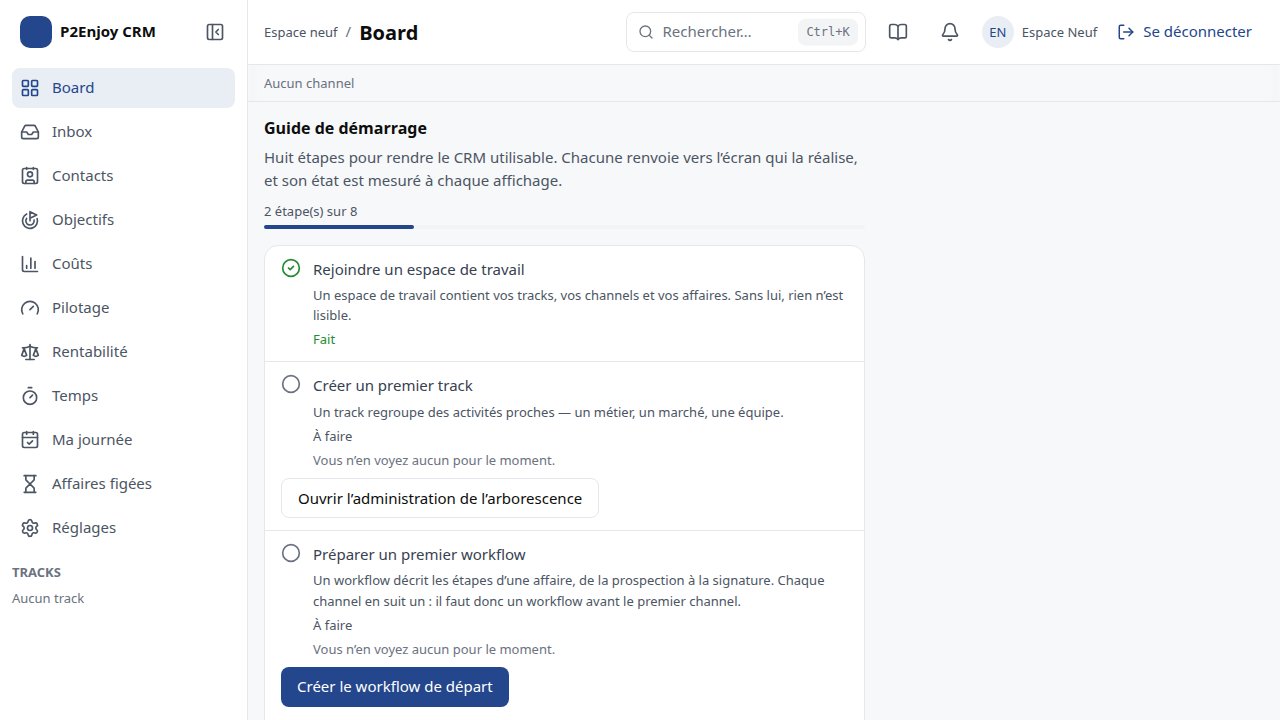 P2Enjoy CRM
Board
Inbox
Contacts
Objectifs
Coûts
Pilotage
Rentabilité
Temps
Ma journée
Affaires figées
Réglages
TRACKS
Aucun track
Espace neuf / Board
Rechercher... Ctrl+K
EN Espace Neuf
Se déconnecter
Aucun channel
Guide de démarrage
Huit étapes pour rendre le CRM utilisable. Chacune renvoie vers l’écran qui la réalise,
et son état est mesuré à chaque affichage.
2 étape(s) sur 8
Rejoindre un espace de travail
Un espace de travail contient vos tracks, vos channels et vos affaires. Sans lui, rien n’est
lisible.
Fait
Créer un premier track
Un track regroupe des activités proches — un métier, un marché, une équipe.
À faire
Vous n’en voyez aucun pour le moment.
Ouvrir l’administration de l’arborescence
Préparer un premier workflow
Un workflow décrit les étapes d’une affaire, de la prospection à la signature. Chaque
channel en suit un : il faut donc un workflow avant le premier channel.
À faire
Vous n’en voyez aucun pour le moment.
Créer le workflow de départ